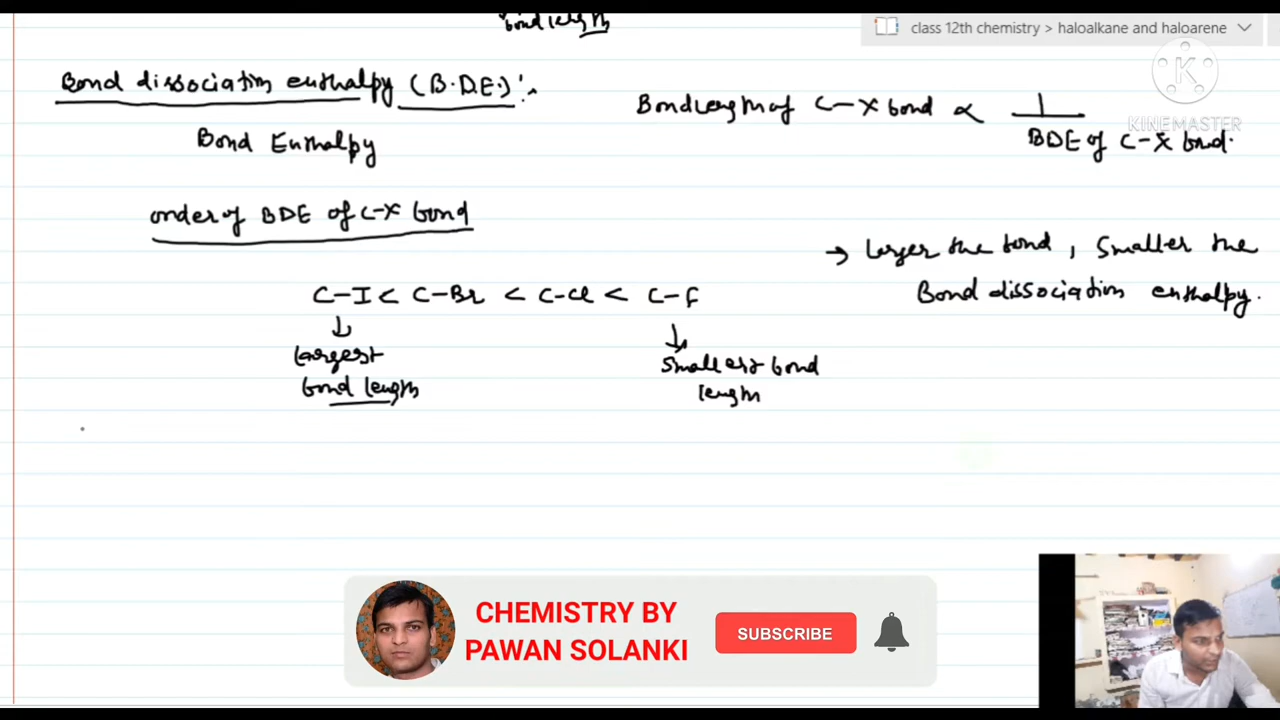 bond length
class 12th chemistry > haloalkane and haloarene
K
KINEMASTER
Bond dissociation enthalpy (B.D.E.):-
Bond Enthalpy
Bond length of C-X bond ∝ 1
BDE of C-X bond.
order of BDE of C-X bond
→ Larger the bond, Smaller the
Bond dissociation enthalpy.
C-I < C-Br < C-Cl < C-F
↓ ↓
Largest
bond length
Smallest bond
length
CHEMISTRY BY
PAWAN SOLANKI
SUBSCRIBE